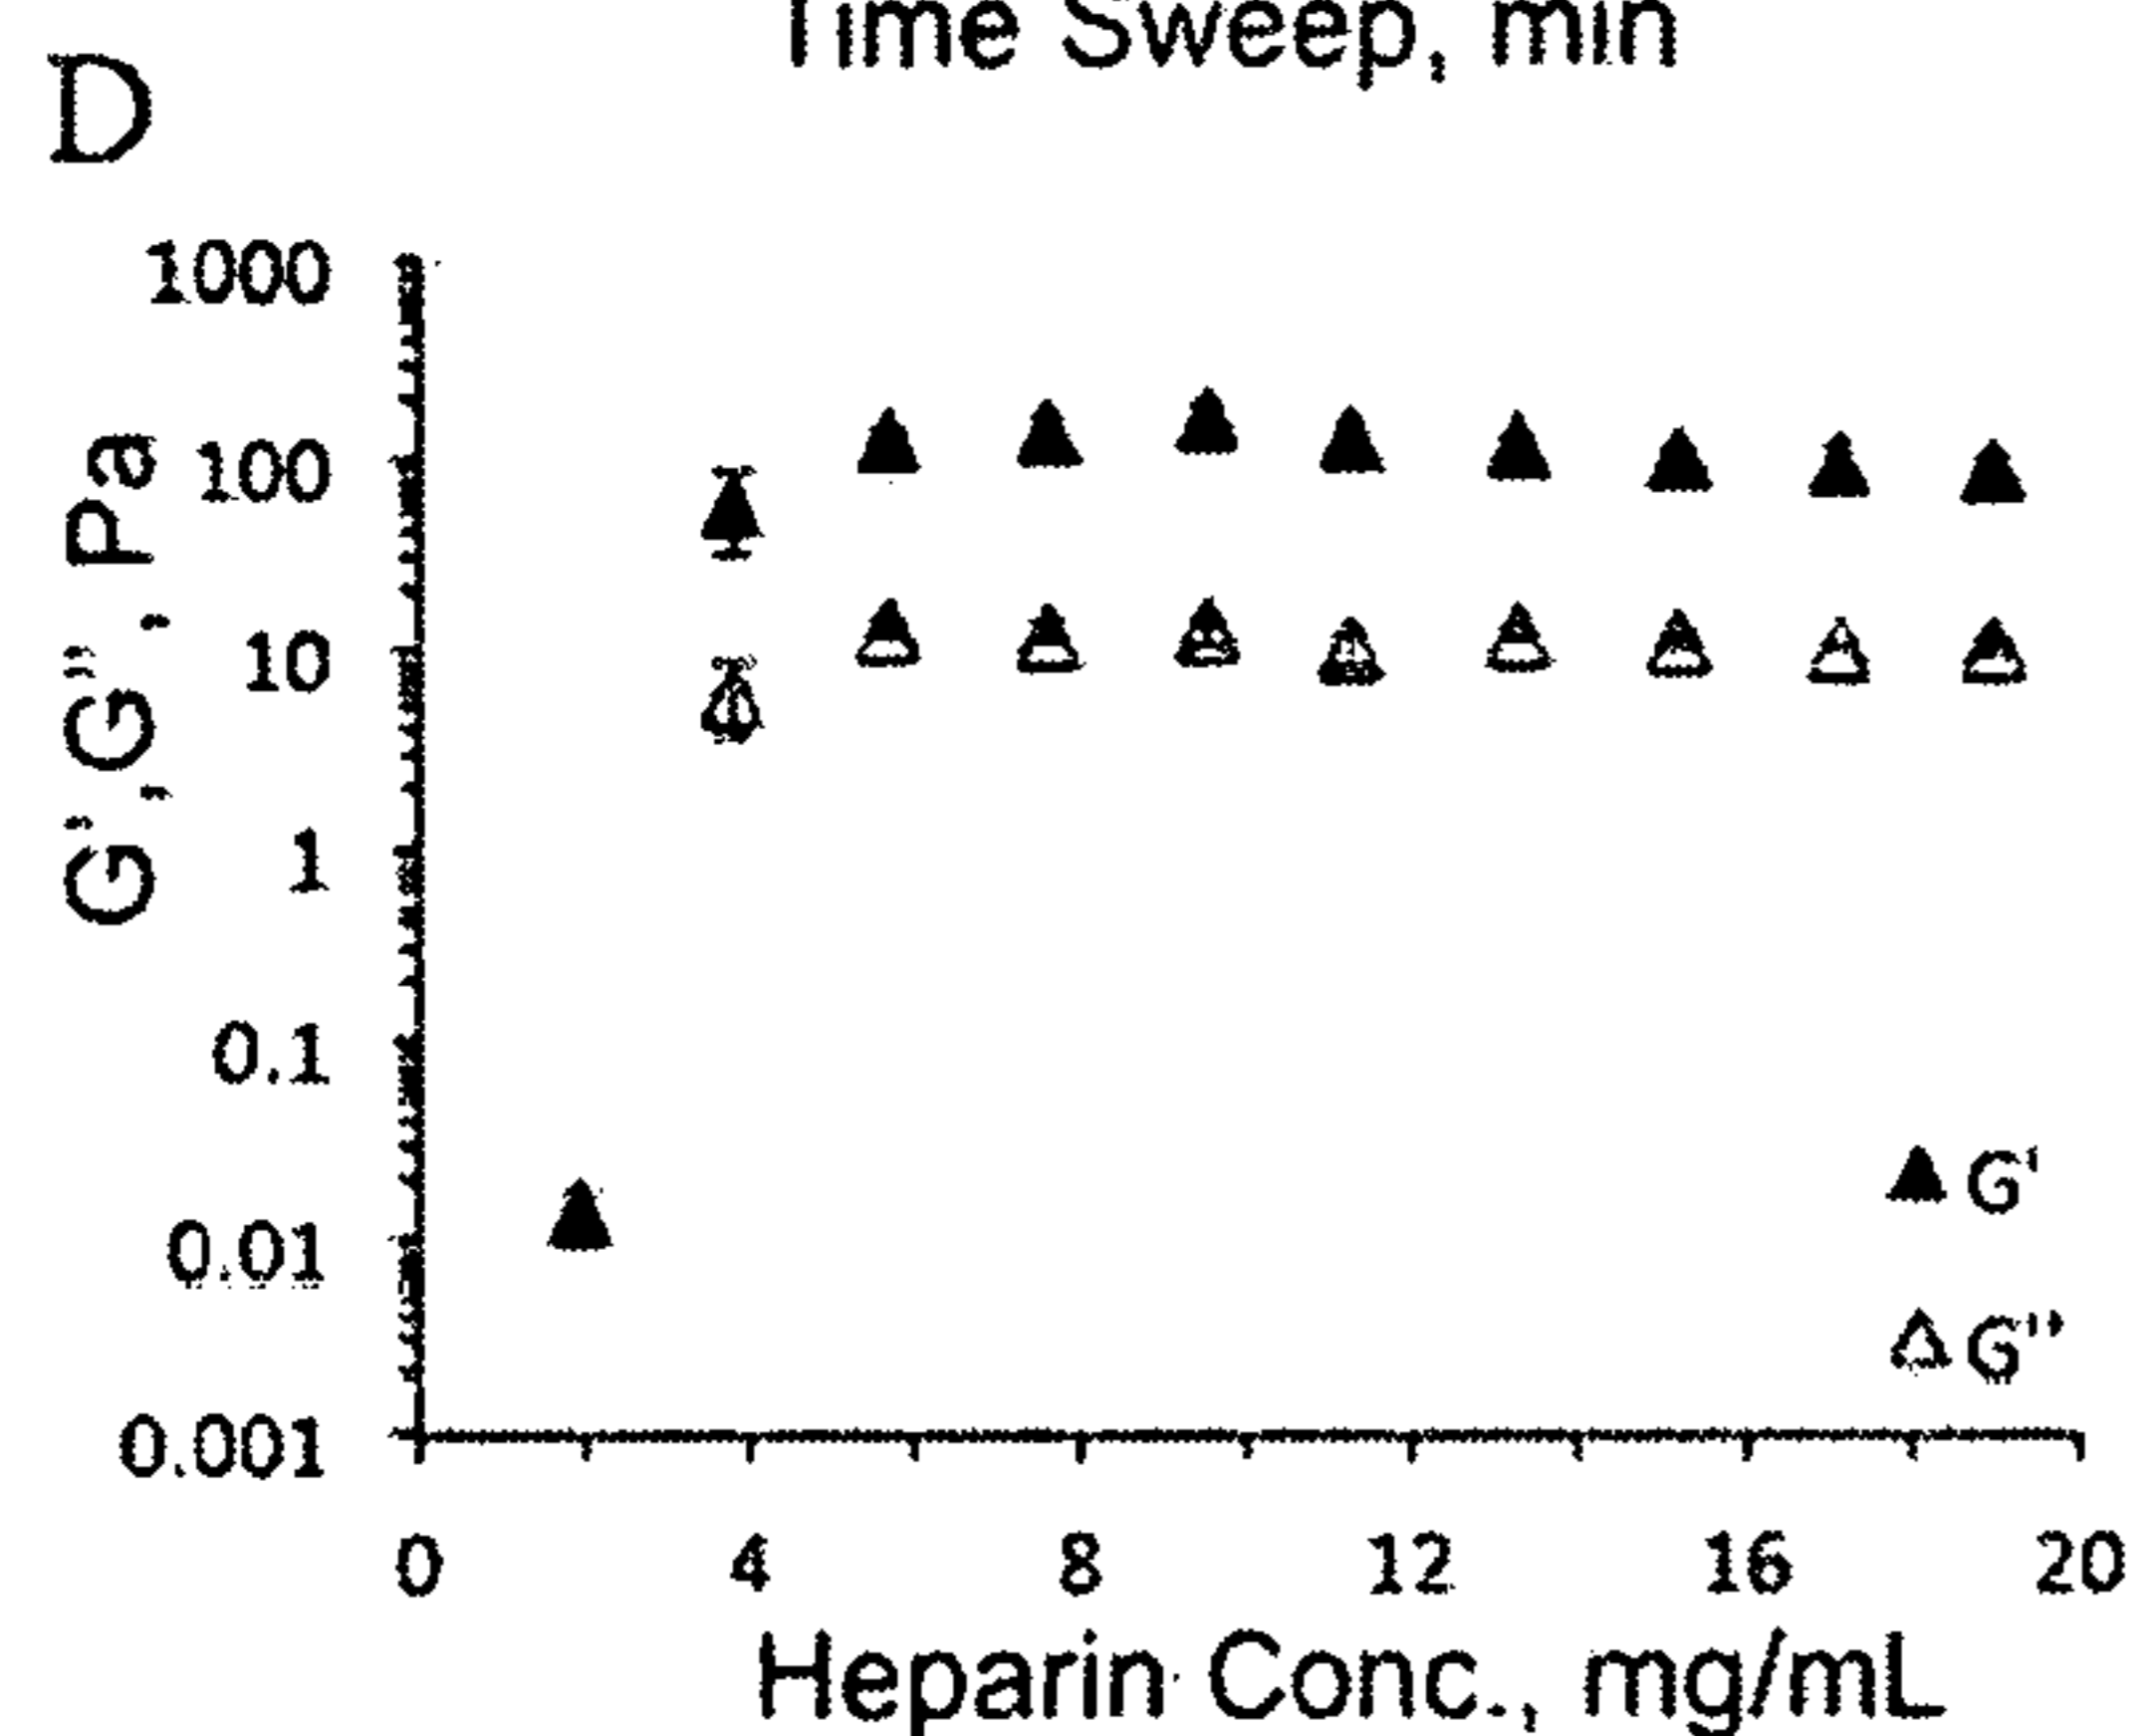 Time Sweep, min
D
1000
100
10
1
0.1
0.01
0.001
G', G'', Pa
G'
G''
0 4 8 12 16 20
Heparin Conc., mg/mL